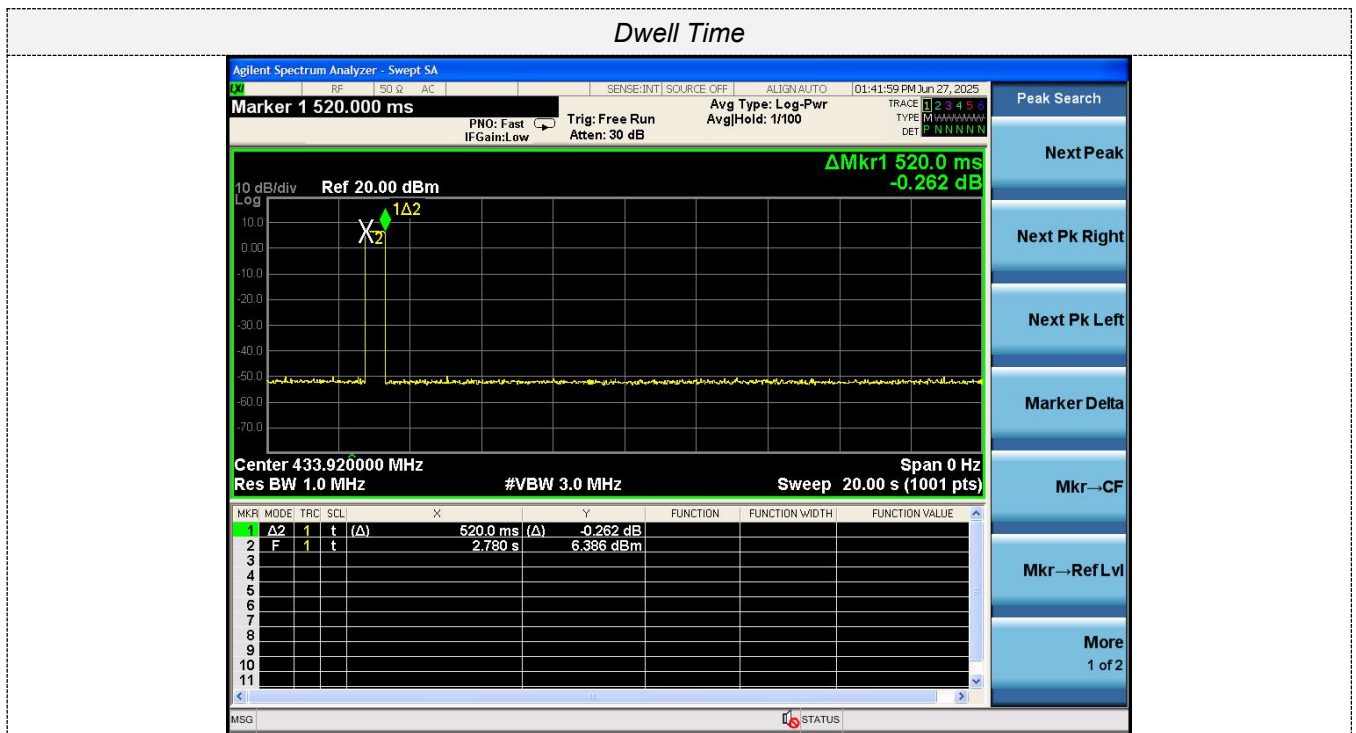 Dwell Time
Agilent Spectrum Analyzer - Swept SA
LXI RF 50 Ω AC SENSE:INT SOURCE OFF ALIGN AUTO 01:41:59 PM Jun 27, 2025
Marker 1 520.000 ms
PNO: Fast
IFGain:Low
Trig: Free Run
Atten: 30 dB
Avg Type: Log-Pwr
Avg|Hold: 1/100
TRACE 1 2 3 4 5 6
TYPE M W W W W W
DET P N N N N N
ΔMkr1 520.0 ms
-0.262 dB
10 dB/div Ref 20.00 dBm
Log
1Δ2
2
10.0
0.00
-10.0
-20.0
-30.0
-40.0
-50.0
-60.0
-70.0
Center 433.920000 MHz Span 0 Hz
Res BW 1.0 MHz #VBW 3.0 MHz Sweep 20.00 s (1001 pts)
MKR MODE TRC SCL X Y FUNCTION FUNCTION WIDTH FUNCTION VALUE
1 Δ2 1 t (Δ) 520.0 ms (Δ) -0.262 dB
2 F 1 t 2.780 s 6.386 dBm
3
4
5
6
7
8
9
10
11
MSG STATUS
Peak Search
Next Peak
Next Pk Right
Next Pk Left
Marker Delta
Mkr→CF
Mkr→Ref Lvl
More
1 of 2